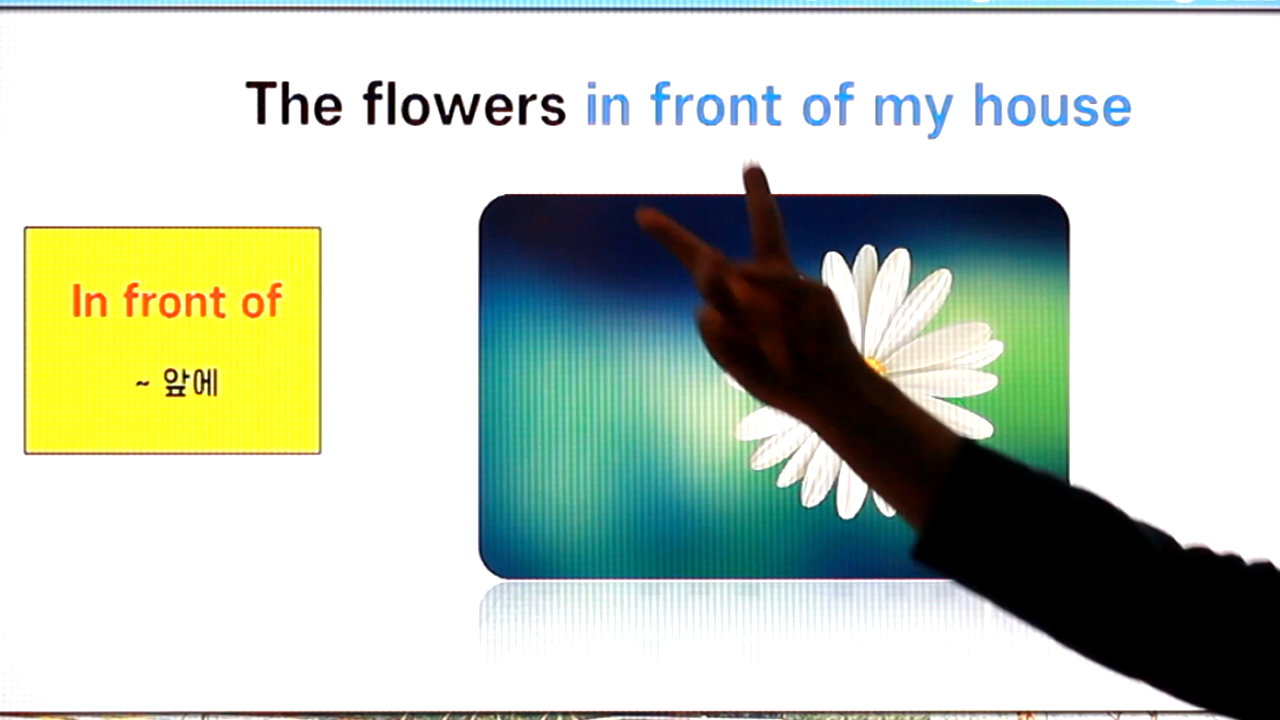 The flowers in front of my house
In front of
~ 앞에